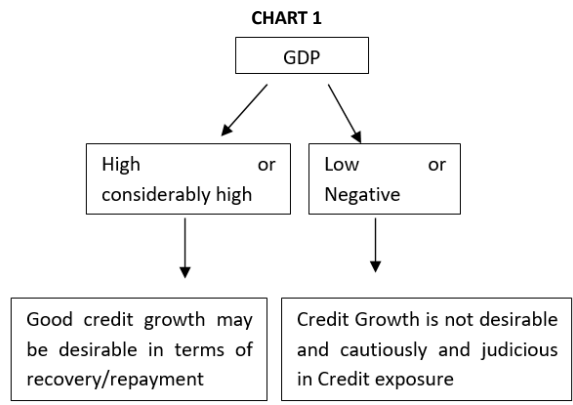 CHART 1
GDP
High or
considerably high
Low or
Negative
Good credit growth may
be desirable in terms of
recovery/repayment
Credit Growth is not desirable
and cautiously and judicious
in Credit exposure